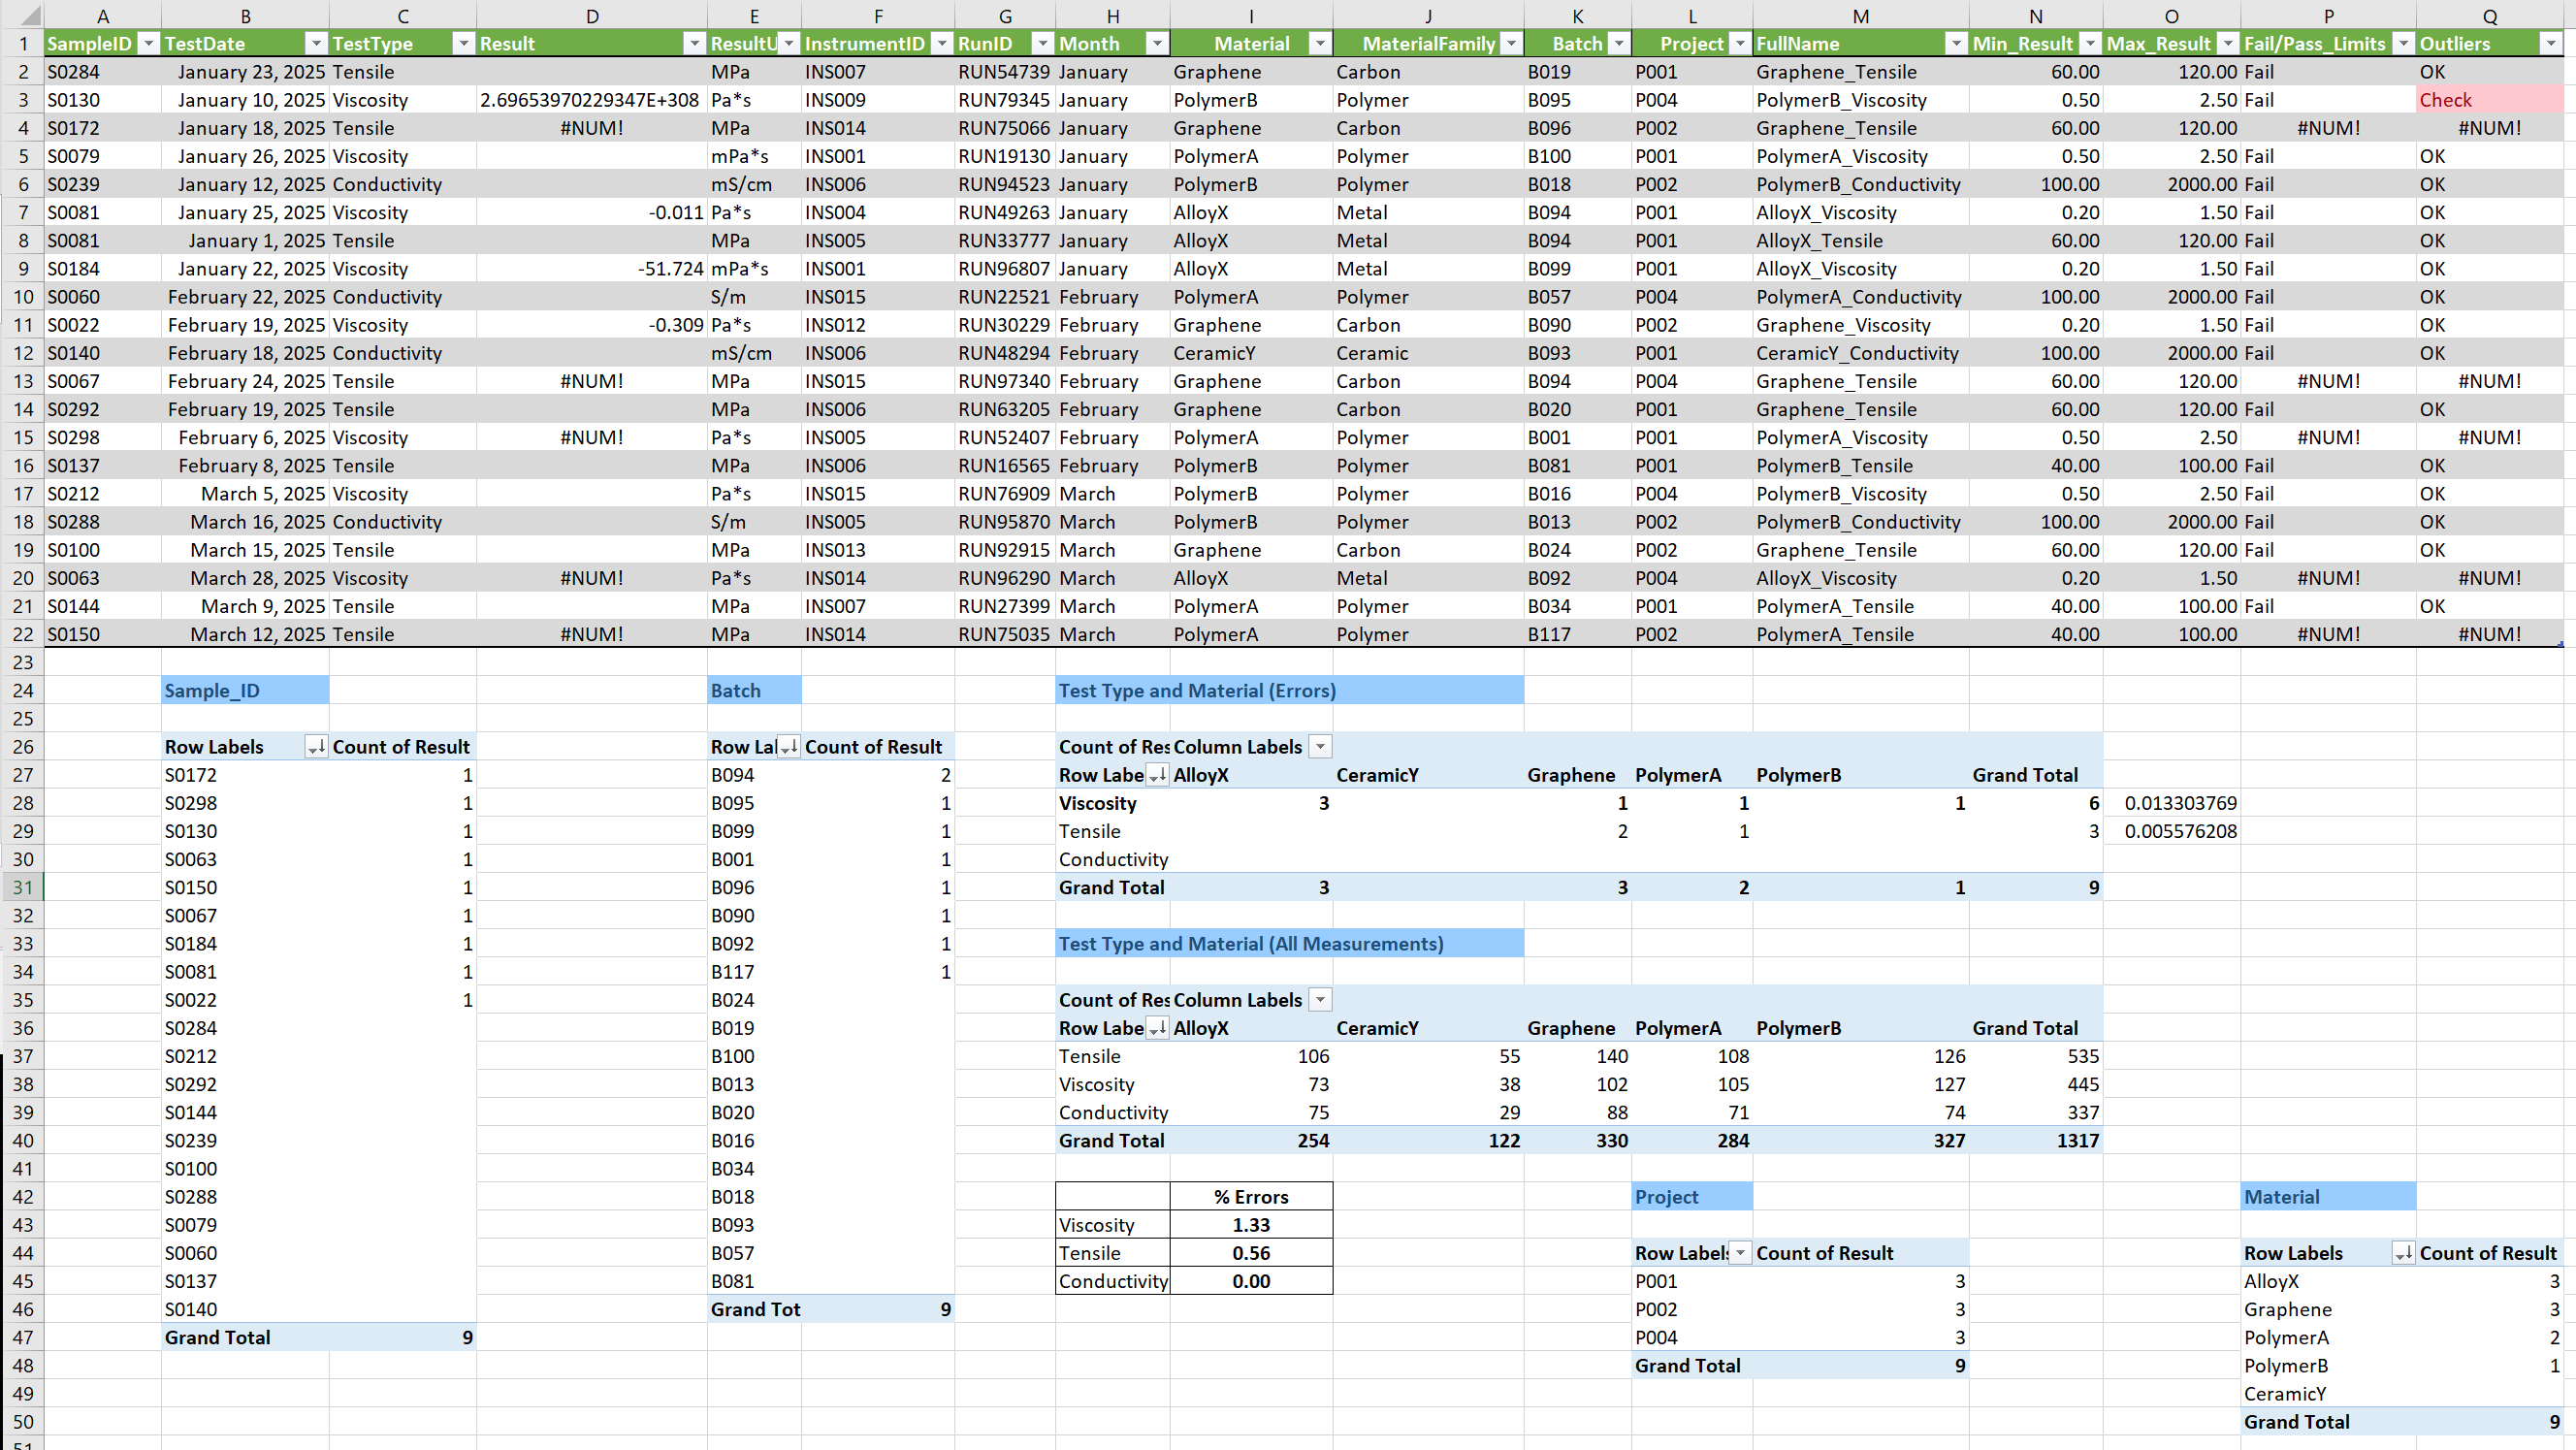 A B C D E F G H I J K L M N O P Q
1 SampleID TestDate TestType Result ResultU InstrumentID RunID Month Material MaterialFamily Batch Project FullName Min_Result Max_Result Fail/Pass_Limits Outliers
2 S0284 January 23, 2025 Tensile MPa INS007 RUN54739 January Graphene Carbon B019 P001 Graphene_Tensile 60.00 120.00 Fail OK
3 S0130 January 10, 2025 Viscosity 2.69653970229347E+308 Pa*s INS009 RUN79345 January PolymerB Polymer B095 P004 PolymerB_Viscosity 0.50 2.50 Fail Check
4 S0172 January 18, 2025 Tensile #NUM! MPa INS014 RUN75066 January Graphene Carbon B096 P002 Graphene_Tensile 60.00 120.00 #NUM! #NUM!
5 S0079 January 26, 2025 Viscosity mPa*s INS001 RUN19130 January PolymerA Polymer B100 P001 PolymerA_Viscosity 0.50 2.50 Fail OK
6 S0239 January 12, 2025 Conductivity mS/cm INS006 RUN94523 January PolymerB Polymer B018 P002 PolymerB_Conductivity 100.00 2000.00 Fail OK
7 S0081 January 25, 2025 Viscosity -0.011 Pa*s INS004 RUN49263 January AlloyX Metal B094 P001 AlloyX_Viscosity 0.20 1.50 Fail OK
8 S0081 January 1, 2025 Tensile MPa INS005 RUN33777 January AlloyX Metal B094 P001 AlloyX_Tensile 60.00 120.00 Fail OK
9 S0184 January 22, 2025 Viscosity -51.724 mPa*s INS001 RUN96807 January AlloyX Metal B099 P001 AlloyX_Viscosity 0.20 1.50 Fail OK
10 S0060 February 22, 2025 Conductivity S/m INS015 RUN22521 February PolymerA Polymer B057 P004 PolymerA_Conductivity 100.00 2000.00 Fail OK
11 S0022 February 19, 2025 Viscosity -0.309 Pa*s INS012 RUN30229 February Graphene Carbon B090 P002 Graphene_Viscosity 0.20 1.50 Fail OK
12 S0140 February 18, 2025 Conductivity mS/cm INS006 RUN48294 February CeramicY Ceramic B093 P001 CeramicY_Conductivity 100.00 2000.00 Fail OK
13 S0067 February 24, 2025 Tensile #NUM! MPa INS015 RUN97340 February Graphene Carbon B094 P004 Graphene_Tensile 60.00 120.00 #NUM! #NUM!
14 S0292 February 19, 2025 Tensile MPa INS006 RUN63205 February Graphene Carbon B020 P001 Graphene_Tensile 60.00 120.00 Fail OK
15 S0298 February 6, 2025 Viscosity #NUM! Pa*s INS005 RUN52407 February PolymerA Polymer B001 P001 PolymerA_Viscosity 0.50 2.50 #NUM! #NUM!
16 S0137 February 8, 2025 Tensile MPa INS006 RUN16565 February PolymerB Polymer B081 P001 PolymerB_Tensile 40.00 100.00 Fail OK
17 S0212 March 5, 2025 Viscosity Pa*s INS015 RUN76909 March PolymerB Polymer B016 P004 PolymerB_Viscosity 0.50 2.50 Fail OK
18 S0288 March 16, 2025 Conductivity S/m INS005 RUN95870 March PolymerB Polymer B013 P002 PolymerB_Conductivity 100.00 2000.00 Fail OK
19 S0100 March 15, 2025 Tensile MPa INS013 RUN92915 March Graphene Carbon B024 P002 Graphene_Tensile 60.00 120.00 Fail OK
20 S0063 March 28, 2025 Viscosity #NUM! Pa*s INS014 RUN96290 March AlloyX Metal B092 P004 AlloyX_Viscosity 0.20 1.50 #NUM! #NUM!
21 S0144 March 9, 2025 Tensile MPa INS007 RUN27399 March PolymerA Polymer B034 P001 PolymerA_Tensile 40.00 100.00 Fail OK
22 S0150 March 12, 2025 Tensile #NUM! MPa INS014 RUN75035 March PolymerA Polymer B117 P002 PolymerA_Tensile 40.00 100.00 #NUM! #NUM!
23
24 Sample_ID Batch Test Type and Material (Errors)
25
26 Row Labels Count of Result Row Lal Count of Result Count of Res Column Labels
27 S0172 1 B094 2 Row Labe AlloyX CeramicY Graphene PolymerA PolymerB Grand Total
28 S0298 1 B095 1 Viscosity 3 1 1 1 6 0.013303769
29 S0130 1 B099 1 Tensile 2 1 3 0.005576208
30 S0063 1 B001 1 Conductivity
31 S0150 1 B096 1 Grand Total 3 3 2 1 9
32 S0067 1 B090 1
33 S0184 1 B092 1 Test Type and Material (All Measurements)
34 S0081 1 B117 1
35 S0022 1 B024 Count of Res Column Labels
36 S0284 B019 Row Labe AlloyX CeramicY Graphene PolymerA PolymerB Grand Total
37 S0212 B100 Tensile 106 55 140 108 126 535
38 S0292 B013 Viscosity 73 38 102 105 127 445
39 S0144 B020 Conductivity 75 29 88 71 74 337
40 S0239 B016 Grand Total 254 122 330 284 327 1317
41 S0100 B034
42 S0288 B018 % Errors Project Material
43 S0079 B093 Viscosity 1.33
44 S0060 B057 Tensile 0.56 Row Labels Count of Result Row Labels Count of Result
45 S0137 B081 Conductivity 0.00 P001 3 AlloyX 3
46 S0140 Grand Tot 9 P002 3 Graphene 3
47 Grand Total 9 P004 3 PolymerA 2
48 Grand Total 9 PolymerB 1
49 CeramicY
50 Grand Total 9
51